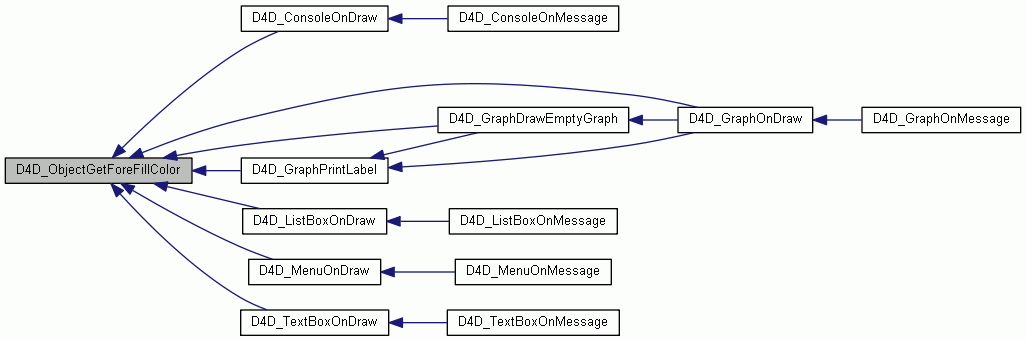 D4D_ConsoleOnDraw
D4D_ConsoleOnMessage
D4D_GraphDrawEmptyGraph
D4D_GraphOnDraw
D4D_GraphOnMessage
D4D_ObjectGetForeFillColor
D4D_GraphPrintLabel
D4D_ListBoxOnDraw
D4D_ListBoxOnMessage
D4D_MenuOnDraw
D4D_MenuOnMessage
D4D_TextBoxOnDraw
D4D_TextBoxOnMessage